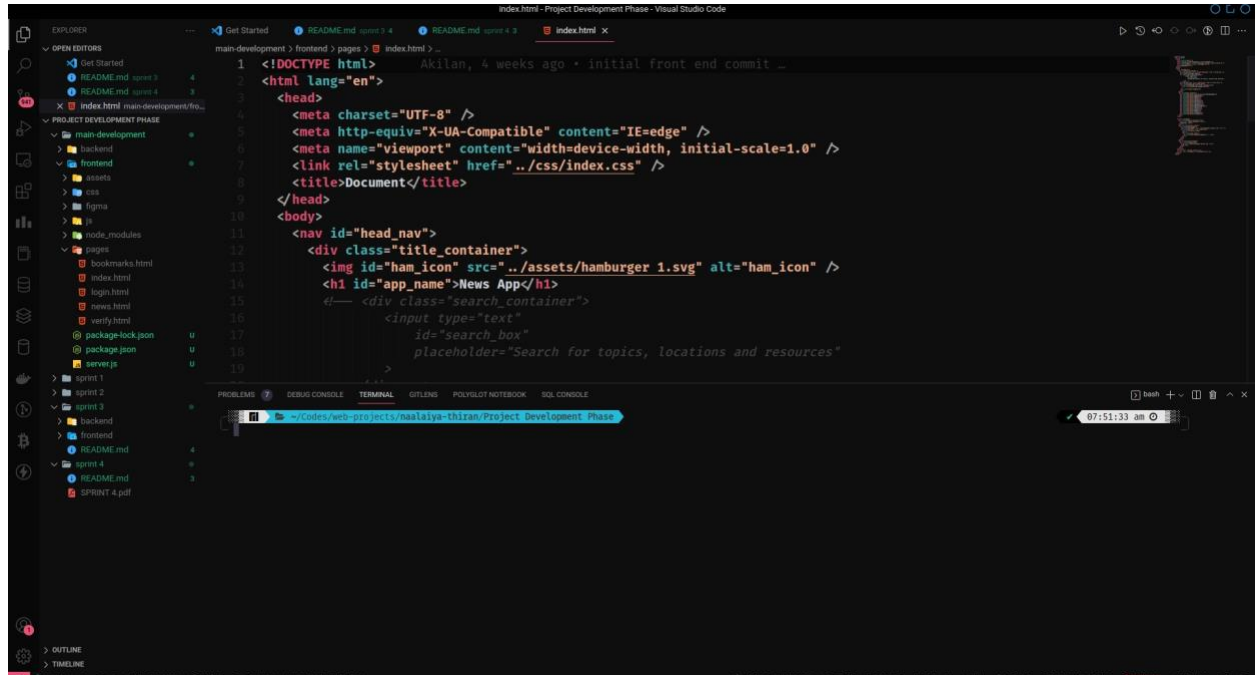 index.html - Project Development Phase - Visual Studio Code
EXPLORER
OPEN EDITORS
Get Started
README.md sprint 3 4
README.md sprint 4 3
index.html main-development/fro...
PROJECT DEVELOPMENT PHASE
main-development
backend
frontend
assets
css
figma
js
node_modules
pages
bookmarks.html
index.html
login.html
news.html
verify.html
package-lock.json U
package.json U
server.js U
sprint 1
sprint 2
sprint 3
backend
frontend
README.md 4
sprint 4
README.md 3
SPRINT 4.pdf
OUTLINE
TIMELINE
Get Started README.md sprint 3 4 README.md sprint 4 3 index.html
main-development > frontend > pages > index.html > ...
1 <!DOCTYPE html> Akilan, 4 weeks ago • initial front end commit …
2 <html lang="en">
3 <head>
4 <meta charset="UTF-8" />
5 <meta http-equiv="X-UA-Compatible" content="IE=edge" />
6 <meta name="viewport" content="width=device-width, initial-scale=1.0" />
7 <link rel="stylesheet" href="../css/index.css" />
8 <title>Document</title>
9 </head>
10 <body>
11 <nav id="head_nav">
12 <div class="title_container">
13 <img id="ham_icon" src="../assets/hamburger 1.svg" alt="ham_icon" />
14 <h1 id="app_name">News App</h1>
15 <!-- <div class="search_container">
16 <input type="text"
17 id="search_box"
18 placeholder="Search for topics, locations and resources"
19 >
PROBLEMS 7 DEBUG CONSOLE TERMINAL GITLENS POLYGLOT NOTEBOOK SQL CONSOLE
bash
~/Codes/web-projects/naalaiya-thiran/Project Development Phase
07:51:33 am